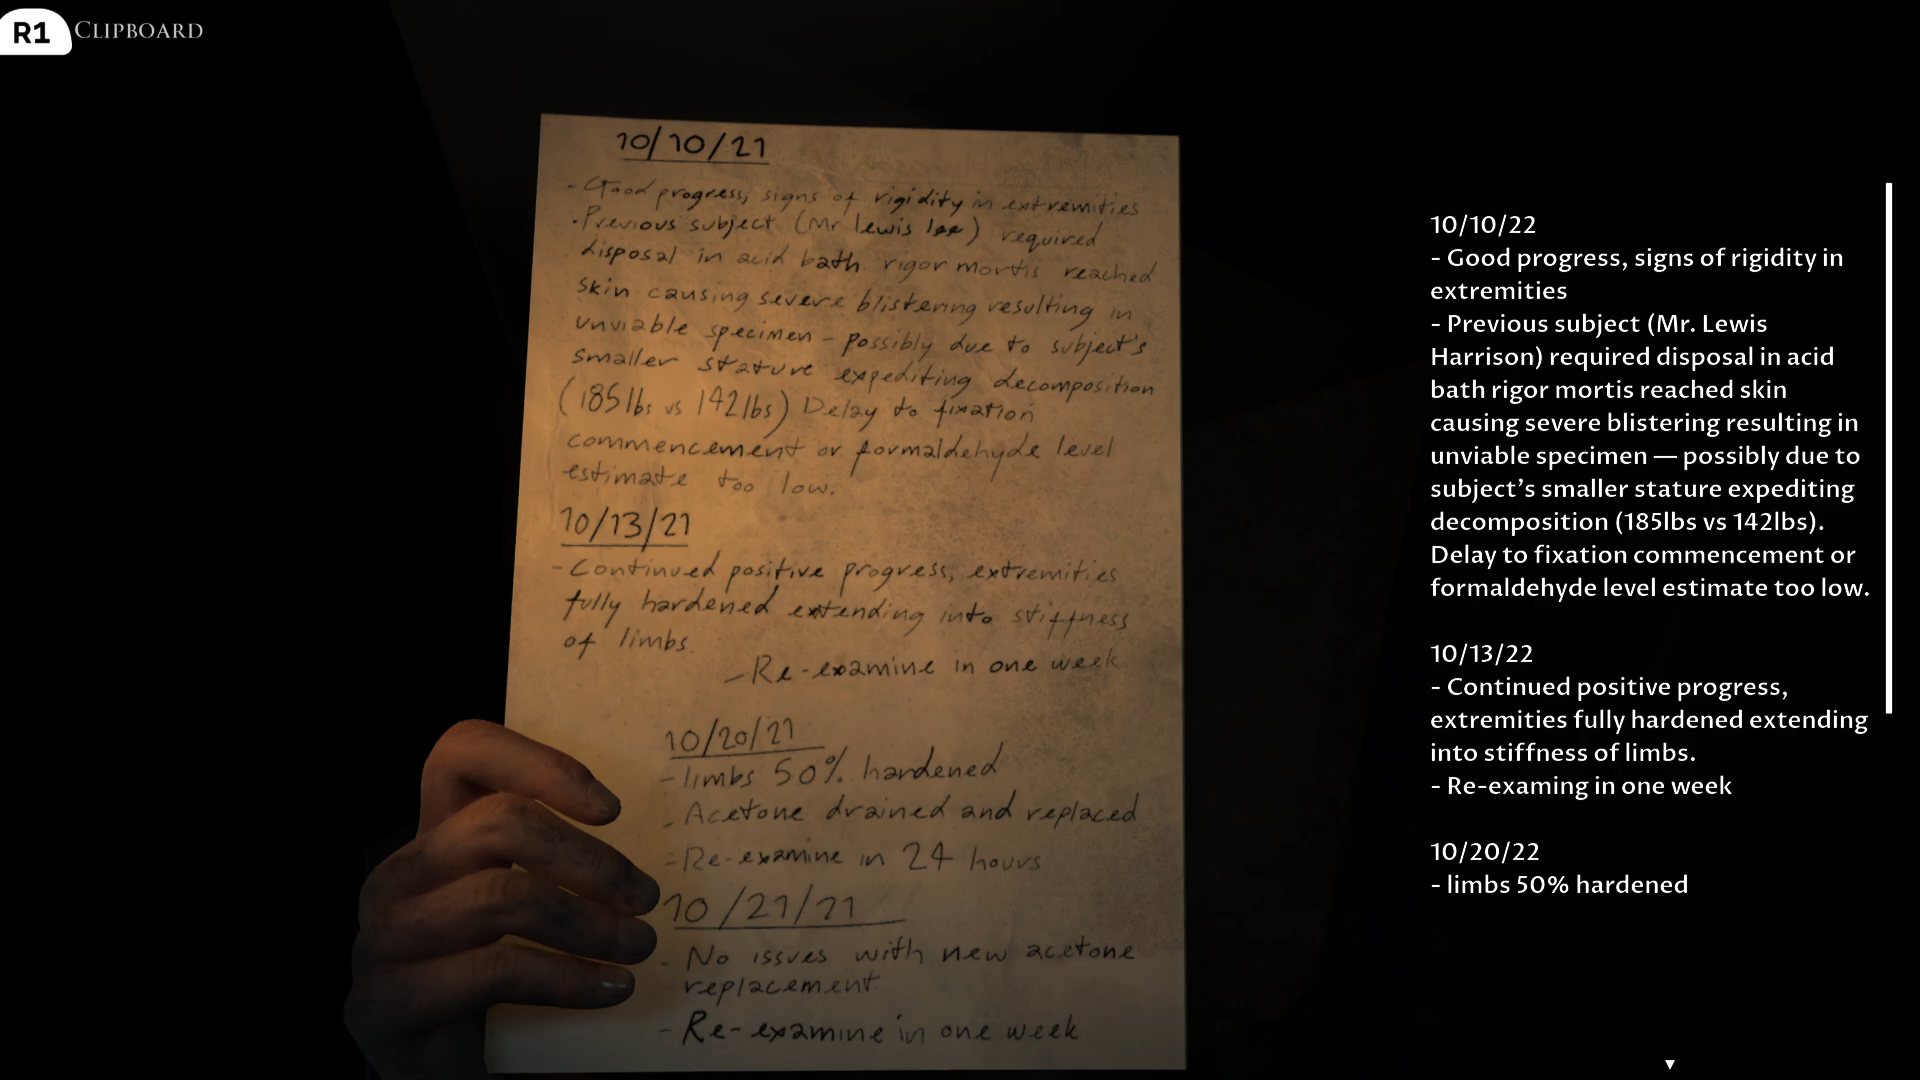 R1 CLIPBOARD
10/10/21
- Good progress, signs of rigidity in extremities
- Previous subject (Mr lewis lee) required
disposal in acid bath rigor mortis reached
skin causing severe blistering resulting in
unviable specimen - possibly due to subject's
smaller stature expediting decomposition
(185lbs vs 142lbs) Delay to fixation
commencement or formaldehyde level
estimate too low.
10/13/21
- Continued positive progress, extremities
fully hardened extending into stiffness
of limbs.
- Re-examine in one week
10/20/21
- limbs 50% hardened
- Acetone drained and replaced
- Re-examine in 24 hours
10/21/21
- No issues with new acetone
replacement
- Re-examine in one week
10/10/22
- Good progress, signs of rigidity in
extremities
- Previous subject (Mr. Lewis
Harrison) required disposal in acid
bath rigor mortis reached skin
causing severe blistering resulting in
unviable specimen — possibly due to
subject's smaller stature expediting
decomposition (185lbs vs 142lbs).
Delay to fixation commencement or
formaldehyde level estimate too low.
10/13/22
- Continued positive progress,
extremities fully hardened extending
into stiffness of limbs.
- Re-examing in one week
10/20/22
- limbs 50% hardened